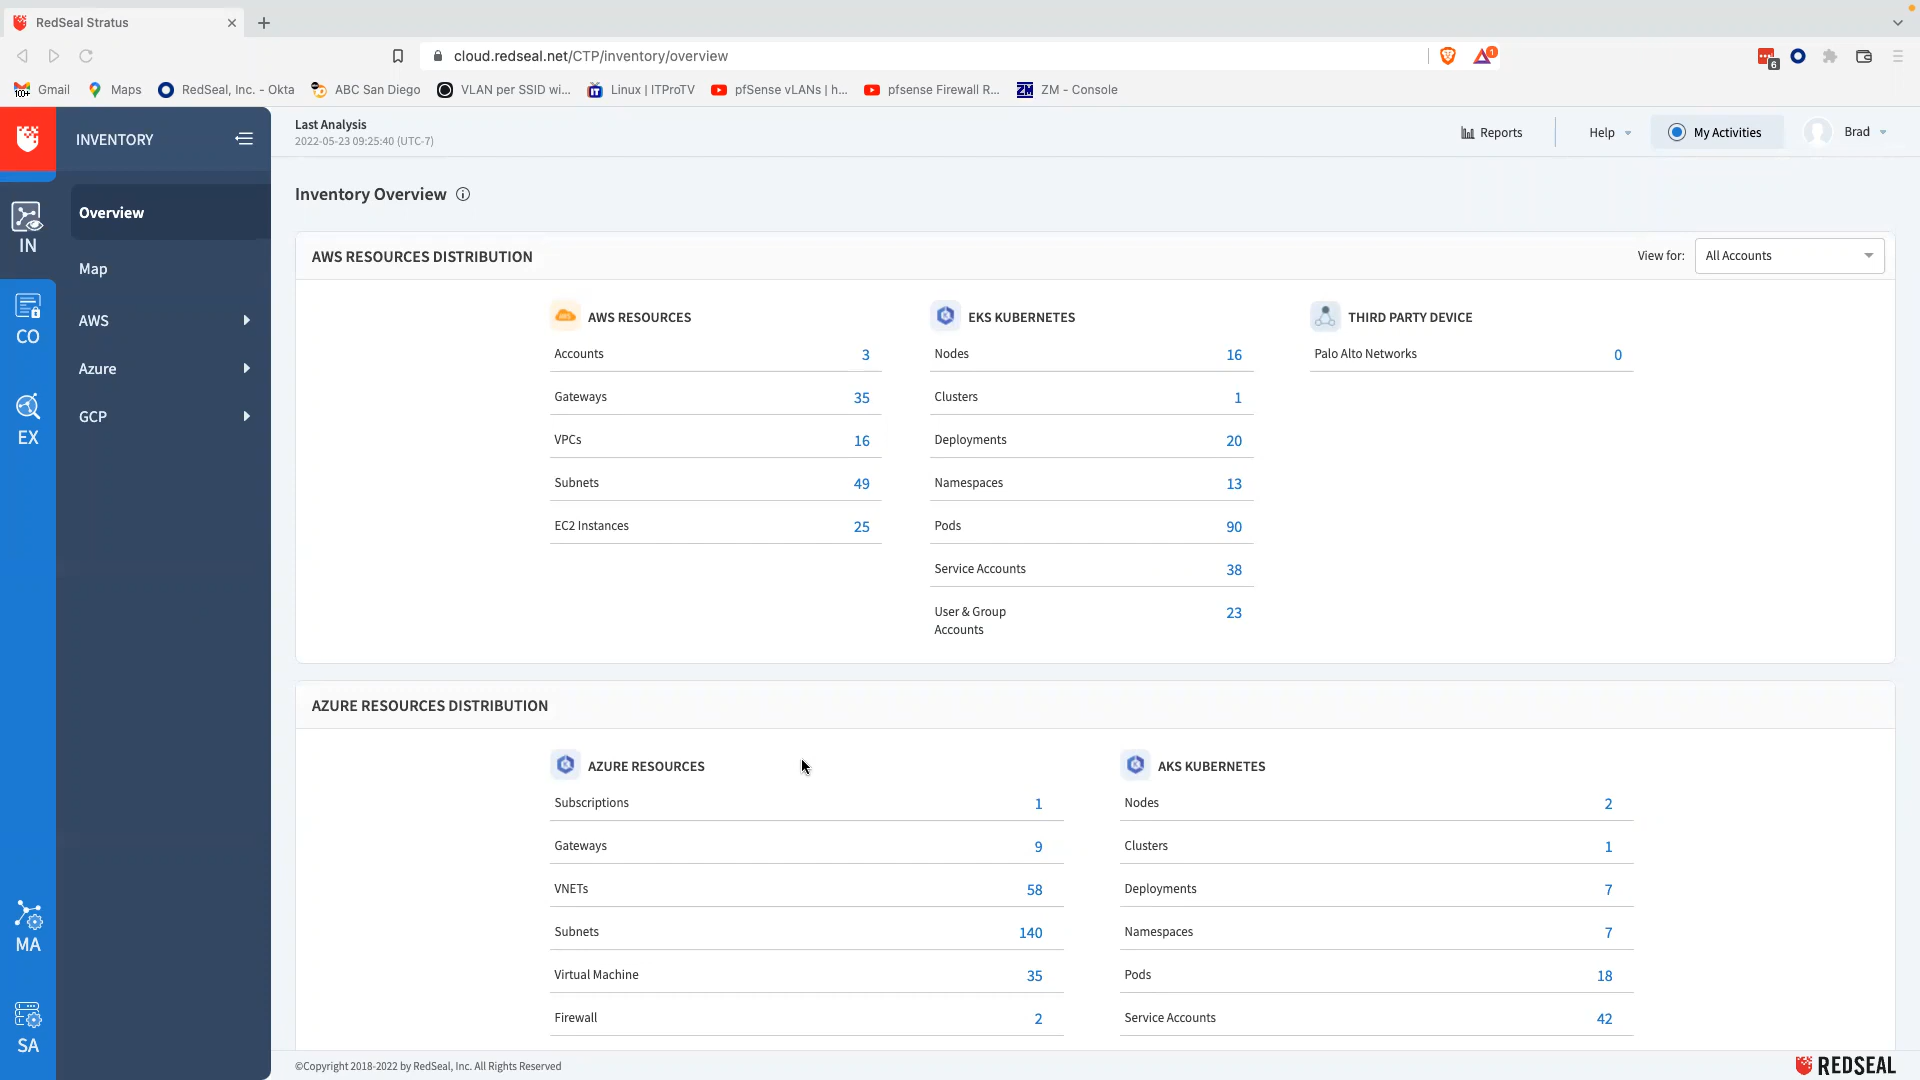 RedSeal Stratus
cloud.redseal.net/CTP/inventory/overview
1
6
Gmail
Maps
RedSeal, Inc. - Okta
ABC San Diego
VLAN per SSID wi...
Linux | ITProTV
pfSense vLANs | h...
pfsense Firewall R...
ZM - Console
INVENTORY
Last Analysis
2022-05-23 09:25:40 (UTC-7)
Reports
Help
My Activities
Brad
IN
CO
EX
MA
SA
Overview
Map
AWS
Azure
GCP
Inventory Overview
AWS RESOURCES DISTRIBUTION
View for:
All Accounts
AWS RESOURCES
Accounts 3
Gateways 35
VPCs 16
Subnets 49
EC2 Instances 25
EKS KUBERNETES
Nodes 16
Clusters 1
Deployments 20
Namespaces 13
Pods 90
Service Accounts 38
User & Group 23
Accounts
THIRD PARTY DEVICE
Palo Alto Networks 0
AZURE RESOURCES DISTRIBUTION
AZURE RESOURCES
Subscriptions 1
Gateways 9
VNETs 58
Subnets 140
Virtual Machine 35
Firewall 2
AKS KUBERNETES
Nodes 2
Clusters 1
Deployments 7
Namespaces 7
Pods 18
Service Accounts 42
©Copyright 2018-2022 by RedSeal, Inc. All Rights Reserved
REDSEAL